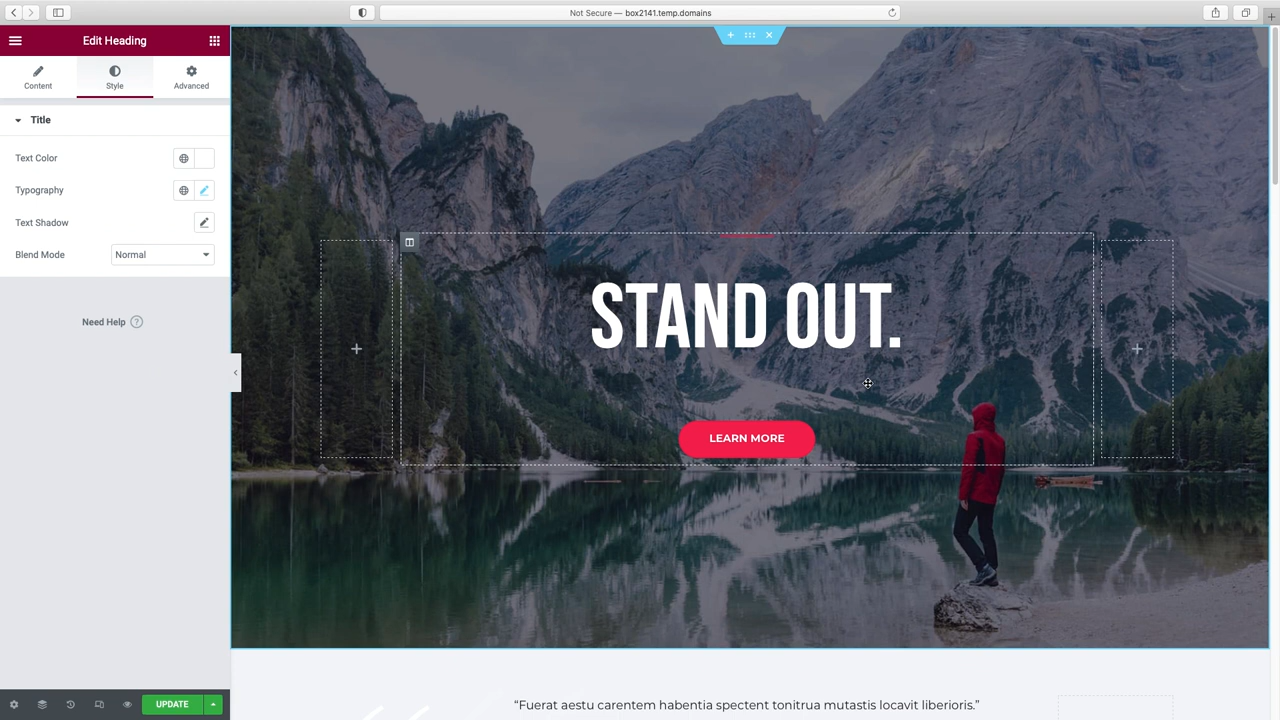 Not Secure — box2141.temp.domains
Edit Heading
Content
Style
Advanced
Title
Text Color
Typography
Text Shadow
Blend Mode
Normal
Need Help ?
UPDATE
STAND OUT.
LEARN MORE
“Fuerat aestu carentem habentia spectent tonitrua mutastis locavit liberioris.”